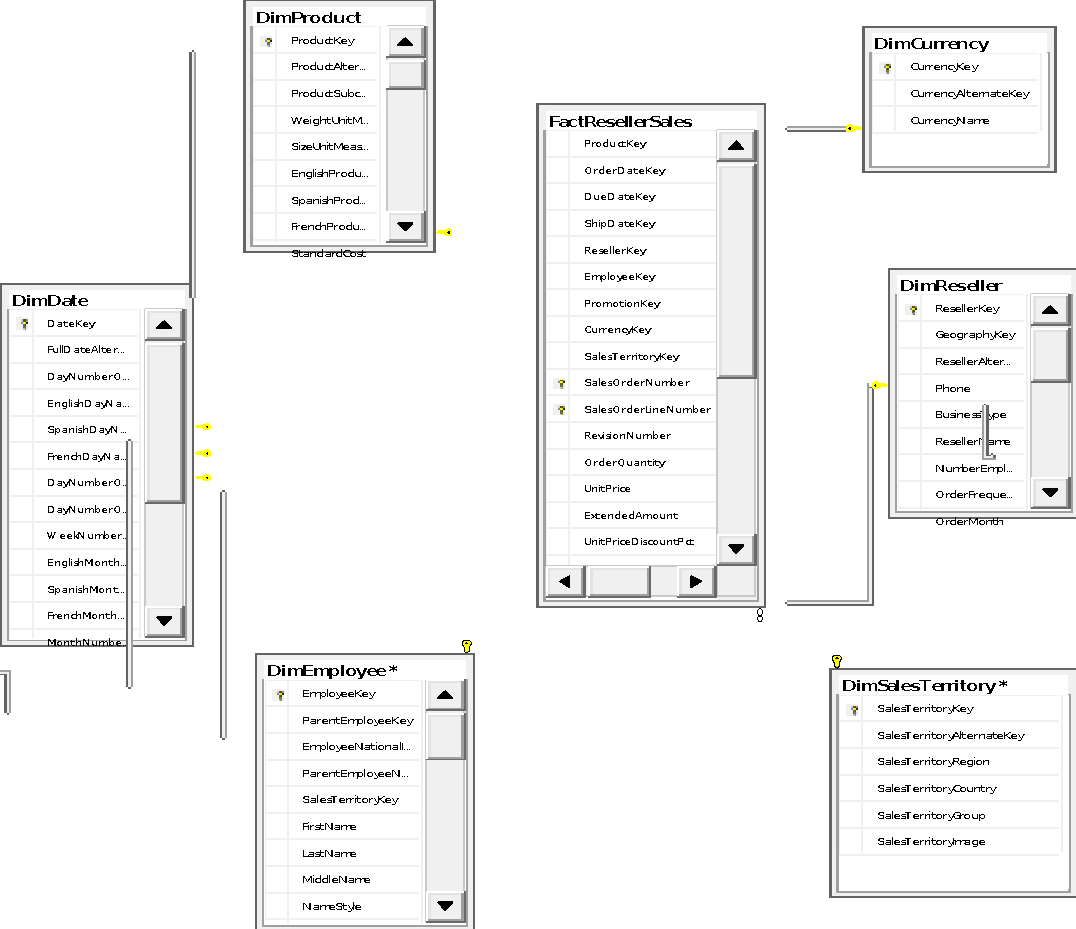 DimProduct
ProductKey
ProductAlter...
ProductSubc...
WeightUnitM...
SizeUnitMeas...
EnglishProdu...
SpanishProd...
FrenchProdu...
StandardCost
DimCurrency
CurrencyKey
CurrencyAlternateKey
CurrencyName
FactResellerSales
ProductKey
OrderDateKey
DueDateKey
ShipDateKey
ResellerKey
EmployeeKey
PromotionKey
CurrencyKey
SalesTerritoryKey
SalesOrderNumber
SalesOrderLineNumber
RevisionNumber
OrderQuantity
UnitPrice
ExtendedAmount
UnitPriceDiscountPct
DimReseller
ResellerKey
GeographyKey
ResellerAlter...
Phone
BusinessType
ResellerName
NumberEmpl...
OrderFreque...
OrderMonth
DimDate
DateKey
FullDateAlter...
DayNumberO...
EnglishDayNa...
SpanishDayN...
FrenchDayNa...
DayNumberO...
DayNumberO...
WeekNumber...
EnglishMonth...
SpanishMont...
FrenchMonth...
MonthNumbe...
DimEmployee *
EmployeeKey
ParentEmployeeKey
EmployeeNationalI...
ParentEmployeeN...
SalesTerritoryKey
FirstName
LastName
MiddleName
NameStyle
DimSalesTerritory *
SalesTerritoryKey
SalesTerritoryAlternateKey
SalesTerritoryRegion
SalesTerritoryCountry
SalesTerritoryGroup
SalesTerritoryImage